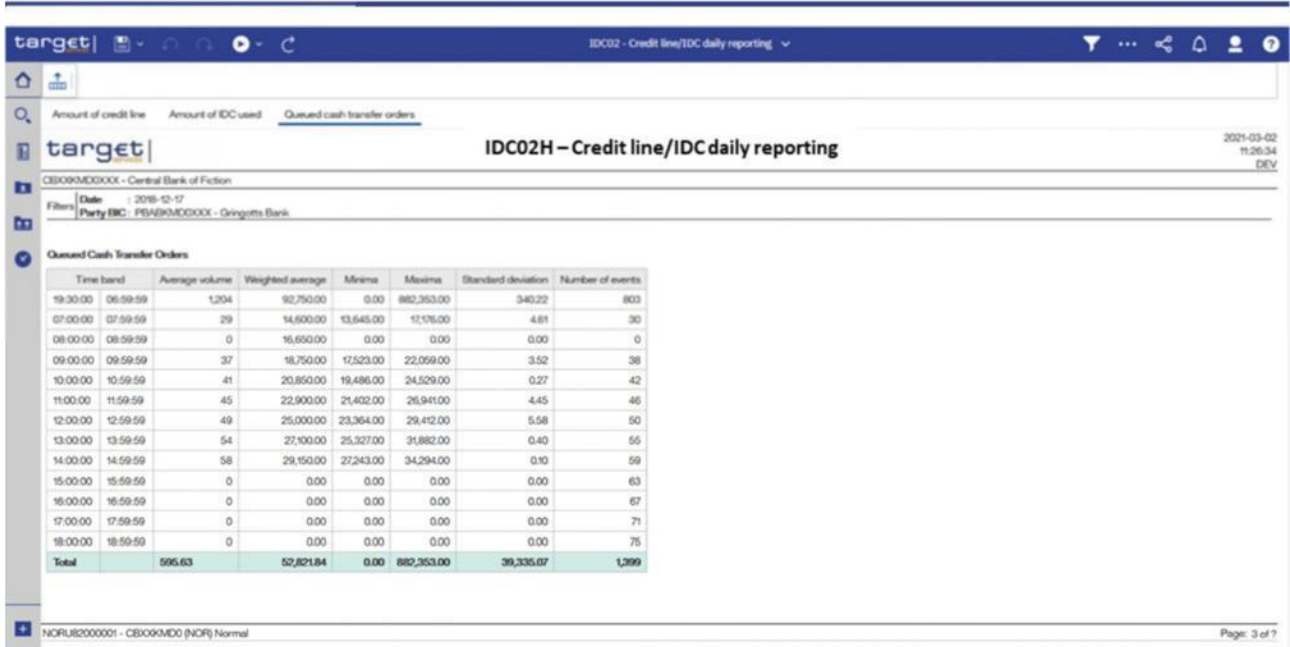 target|
IDC02 - Credit line/IDC daily reporting
Amount of credit line Amount of IDC used Queued cash transfer orders
target|
SERVICES
IDC02H – Credit line/IDC daily reporting
2021-03-02
11:26:34
DEV
CBXXKMD0XXX - Central Bank of Fiction
Filters Date : 2018-12-17
Party BIC : PBABKMD0XXX - Gringotts Bank
Queued Cash Transfer Orders
Time band Average volume Weighted average Minima Maxima Standard deviation Number of events
19:30:00 06:59:59 1,204 92,750.00 0.00 882,353.00 340.22 803
07:00:00 07:59:59 29 14,600.00 13,645.00 17,176.00 4.61 30
08:00:00 08:59:59 0 16,650.00 0.00 0.00 0.00 0
09:00:00 09:59:59 37 18,750.00 17,523.00 22,059.00 3.52 38
10:00:00 10:59:59 41 20,850.00 19,486.00 24,529.00 0.27 42
11:00:00 11:59:59 45 22,900.00 21,402.00 26,941.00 4.45 46
12:00:00 12:59:59 49 25,000.00 23,364.00 29,412.00 5.58 50
13:00:00 13:59:59 54 27,100.00 25,327.00 31,882.00 0.40 55
14:00:00 14:59:59 58 29,150.00 27,243.00 34,294.00 0.10 59
15:00:00 15:59:59 0 0.00 0.00 0.00 0.00 63
16:00:00 16:59:59 0 0.00 0.00 0.00 0.00 67
17:00:00 17:59:59 0 0.00 0.00 0.00 0.00 71
18:00:00 18:59:59 0 0.00 0.00 0.00 0.00 75
Total 595.63 52,821.84 0.00 882,353.00 39,335.07 1,399
NORU82000001 - CBXXKMD0 (NOR) Normal
Page: 3 of ?